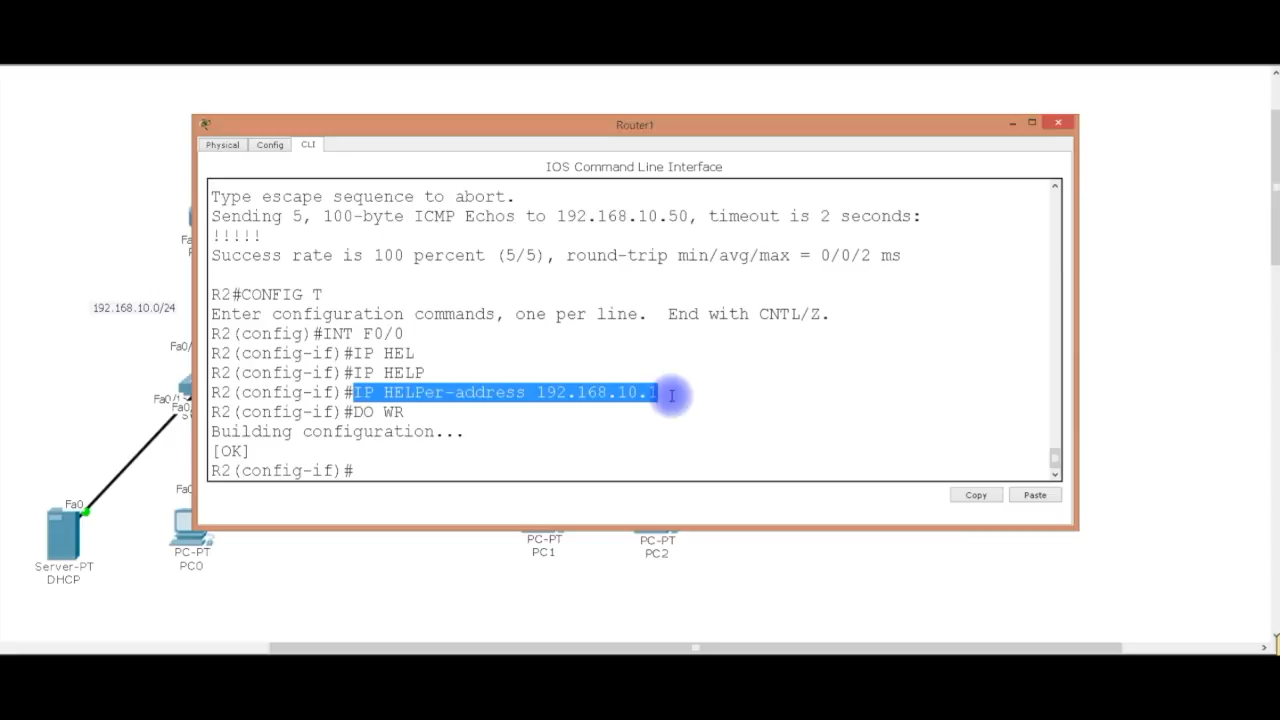 Router1
Physical Config CLI
IOS Command Line Interface
Type escape sequence to abort.
Sending 5, 100-byte ICMP Echos to 192.168.10.50, timeout is 2 seconds:
!!!!!
Success rate is 100 percent (5/5), round-trip min/avg/max = 0/0/2 ms
R2#CONFIG T
Enter configuration commands, one per line.  End with CNTL/Z.
R2(config)#INT F0/0
R2(config-if)#IP HEL
R2(config-if)#IP HELP
R2(config-if)#IP HELPer-address 192.168.10.1
R2(config-if)#DO WR
Building configuration...
[OK]
R2(config-if)#
Copy Paste
192.168.10.0/24
Fa0/
Fa0/1
Fa0/
Fa0
Server-PT
DHCP
PC-PT
PC0
PC-PT
PC1
PC-PT
PC2